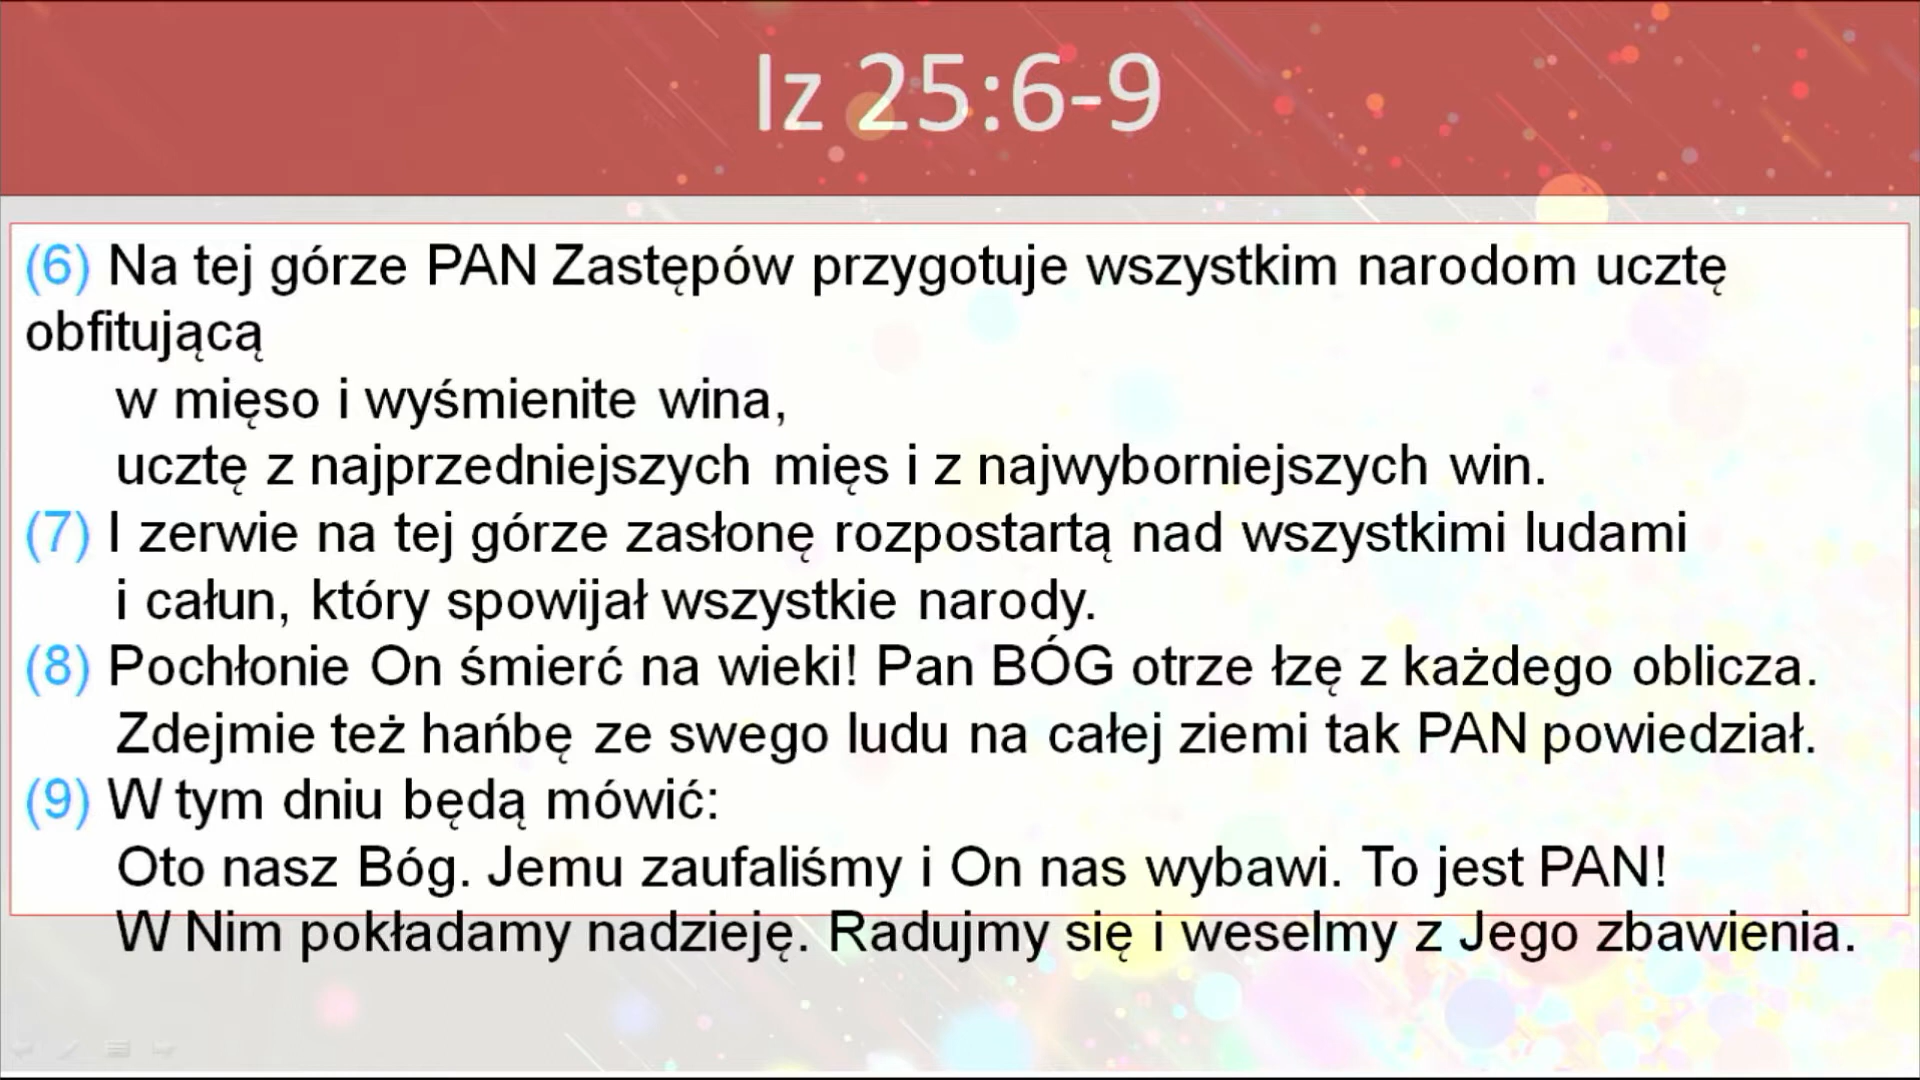 Iz 25:6-9
(6) Na tej górze PAN Zastępów przygotuje wszystkim narodom ucztę
obfitującą
w mięso i wyśmienite wina,
ucztę z najprzedniejszych mięs i z najwyborniejszych win.
(7) I zerwie na tej górze zasłonę rozpostartą nad wszystkimi ludami
i całun, który spowijał wszystkie narody.
(8) Pochłonie On śmierć na wieki! Pan BÓG otrze łzę z każdego oblicza.
Zdejmie też hańbę ze swego ludu na całej ziemi tak PAN powiedział.
(9) W tym dniu będą mówić:
Oto nasz Bóg. Jemu zaufaliśmy i On nas wybawi. To jest PAN!
W Nim pokładamy nadzieję. Radujmy się i weselmy z Jego zbawienia.